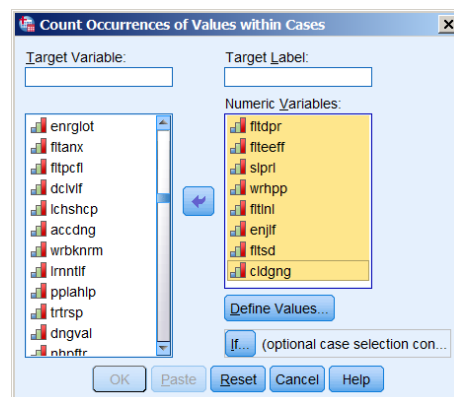 Count Occurrences of Values within Cases
Target Variable:
Target Label:
Numeric Variables:
enrglot
fltanx
fltpcfl
dclvlf
lchshcp
accdng
wrbknrm
lrnntlf
pplahlp
trtrsp
dngval
nhpftr
fltdpr
flteeff
slprl
wrhpp
fltlnl
enjlf
fltsd
cldgng
Define Values...
If... (optional case selection con...
OK Paste Reset Cancel Help